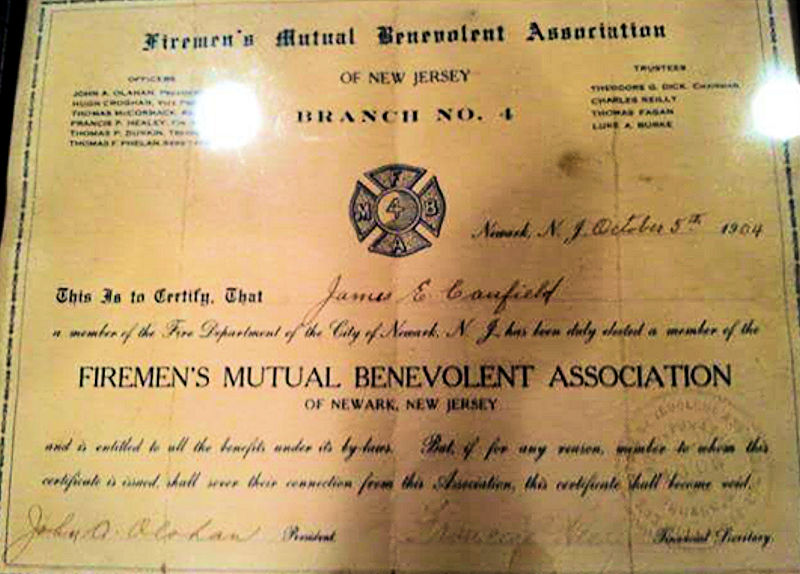 Firemen's Mutual Benevolent Association
OF NEW JERSEY
BRANCH NO. 4
OFFICERS
JOHN A. OLAHAN, PRESIDENT
HUGH CROGHAN, VICE PRES
THOMAS McCORMACK,
FRANCIS P. HEALEY, FIN
THOMAS P. DUNKIN, TREAS
THOMAS F. PHELAN,
TRUSTEES
THEODORE G. DICK, CHAIRMAN
CHARLES REILLY
THOMAS FAGAN
LUKE A. BURKE
F
M 4 B
A
Newark, N. J. October 5th 1904
This Is to Certify, That James E Canfield
a member of the Fire Department of the City of Newark, N. J. has been duly elected a member of the
FIREMEN'S MUTUAL BENEVOLENT ASSOCIATION
OF NEWARK, NEW JERSEY
and is entitled to all the benefits under its by-laws. But, if for any reason, member to whom this
certificate is issued, shall sever their connection from this Association, this certificate shall become void.
John A. Olohan President. Financial Secretary.